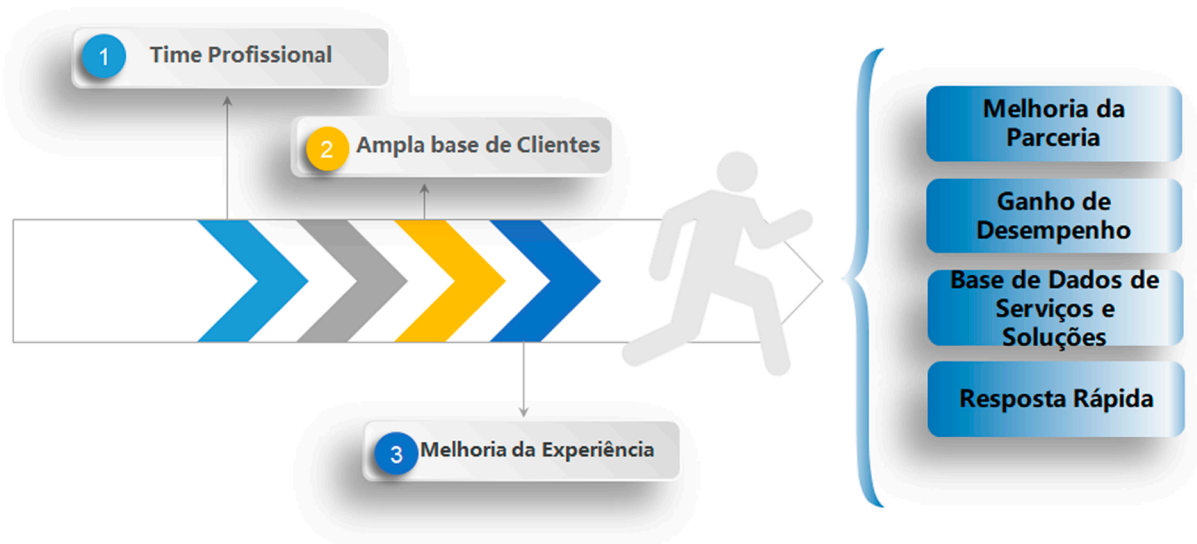 1 Time Profissional
2 Ampla base de Clientes
3 Melhoria da Experiência
Melhoria da
Parceria
Ganho de
Desempenho
Base de Dados de
Serviços e
Soluções
Resposta Rápida